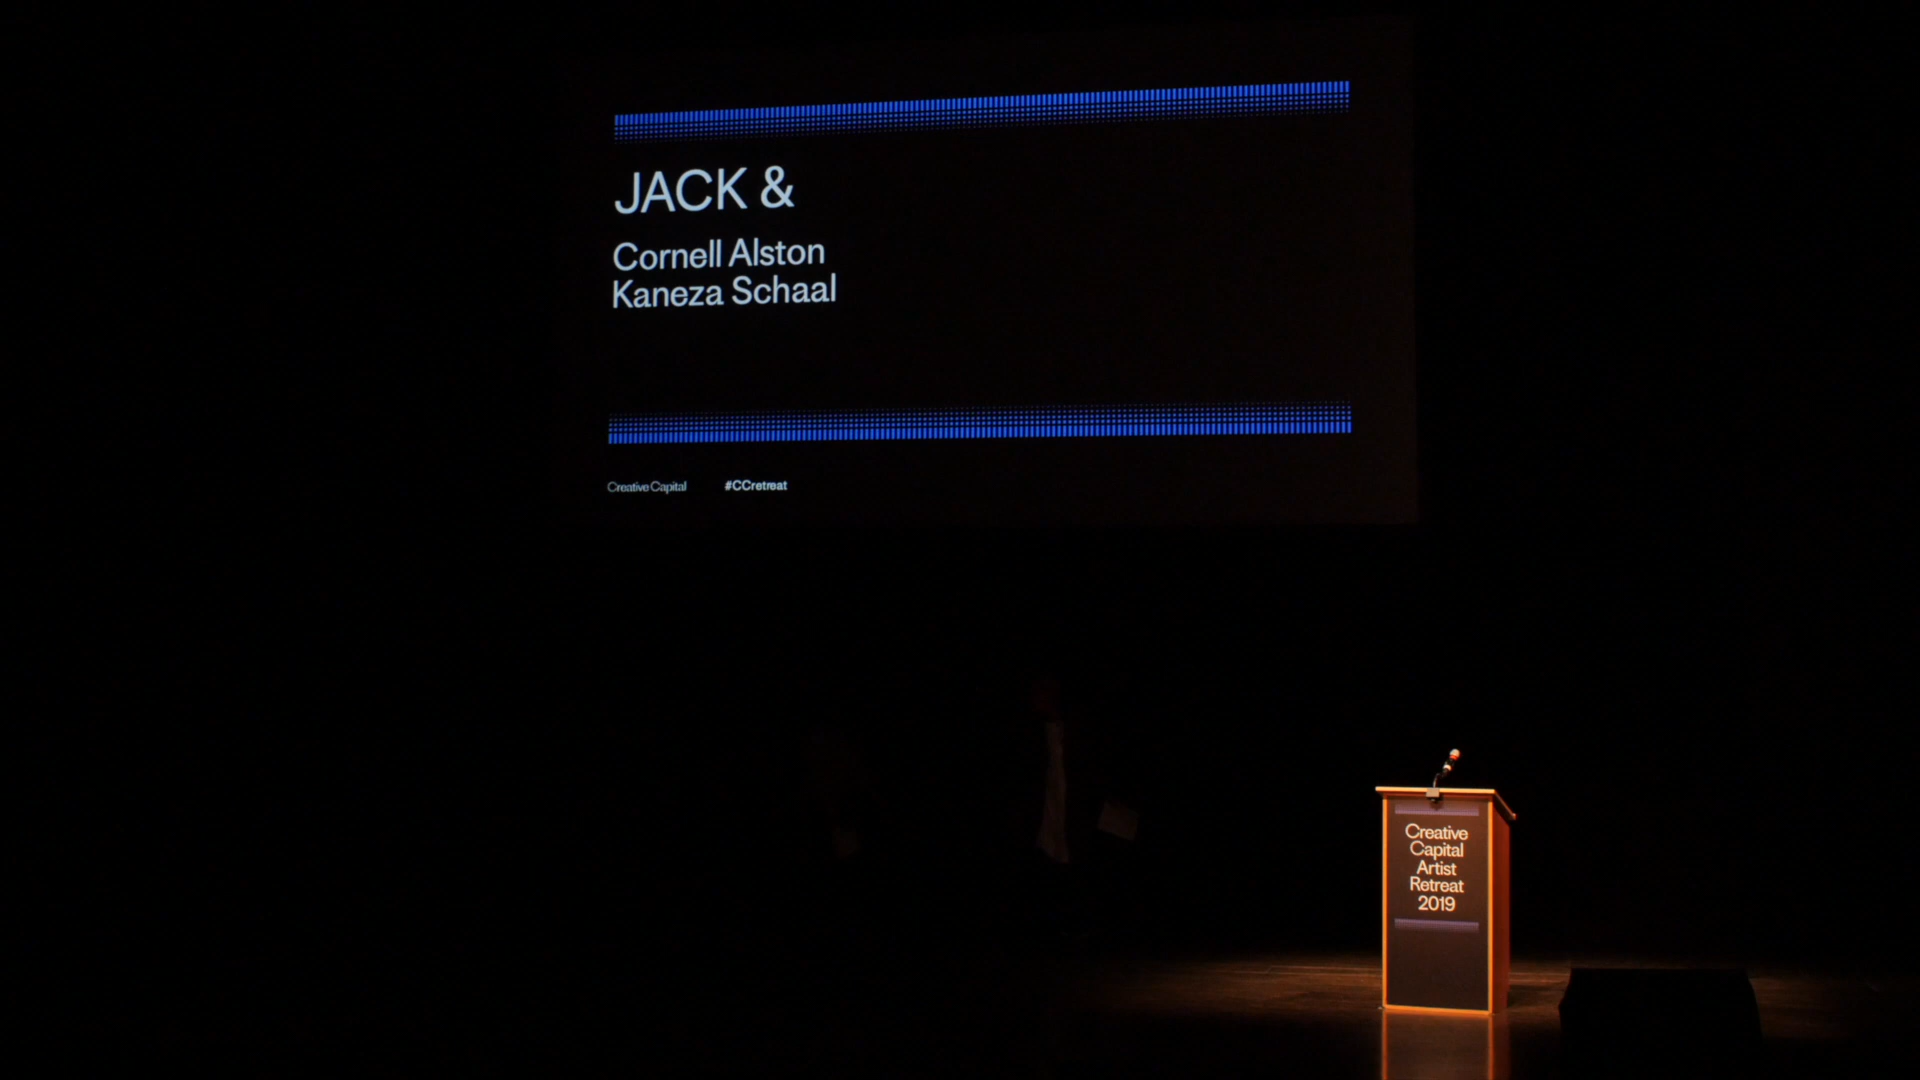 JACK &
Cornell Alston
Kaneza Schaal
Creative Capital #CCretreat
Creative
Capital
Artist
Retreat
2019